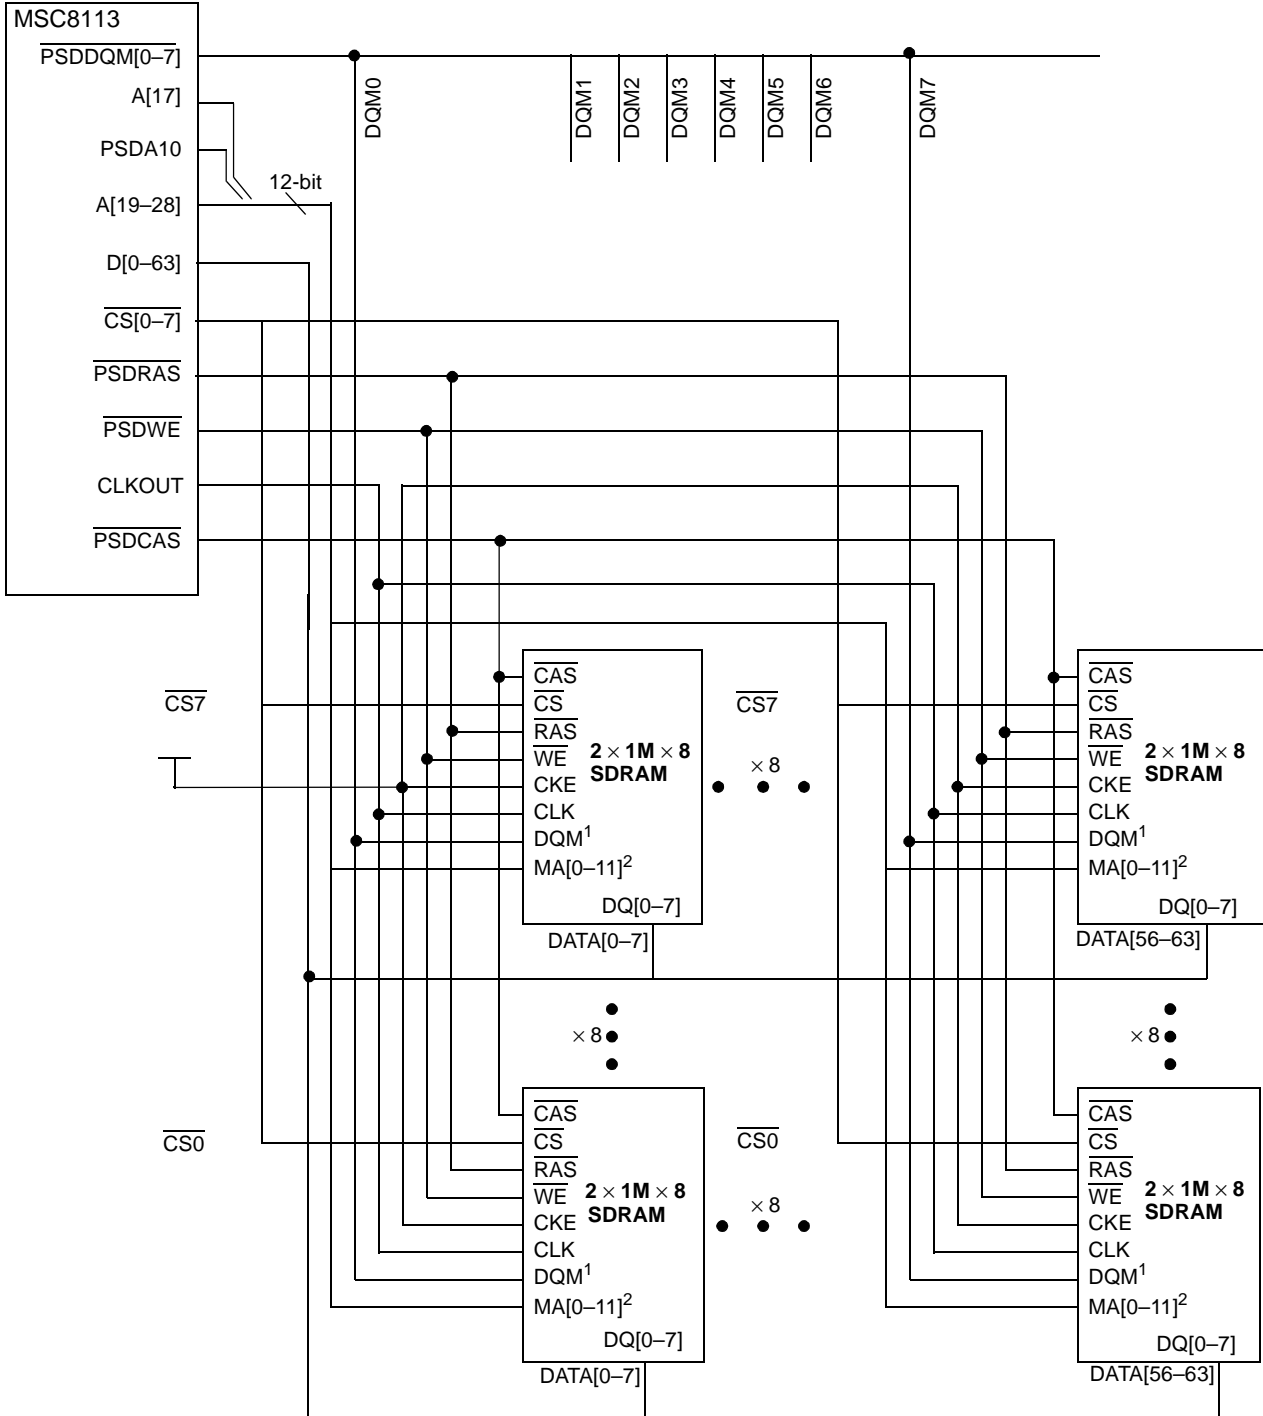 MSC8113
PSDDQM[0–7]
A[17]
PSDA10
A[19–28]
D[0–63]
CS[0–7]
PSDRAS
PSDWE
CLKOUT
PSDCAS
12-bit
DQM0
DQM1
DQM2
DQM3
DQM4
DQM5
DQM6
DQM7
CS7
CAS
CS
RAS
WE
CKE
CLK
DQM¹
MA[0–11]²
2 × 1M × 8
SDRAM
DQ[0–7]
DATA[0–7]
CS7
× 8
CAS
CS
RAS
WE
CKE
CLK
DQM¹
MA[0–11]²
2 × 1M × 8
SDRAM
DQ[0–7]
DATA[56–63]
× 8
× 8
CS0
CAS
CS
RAS
WE
CKE
CLK
DQM¹
MA[0–11]²
2 × 1M × 8
SDRAM
DQ[0–7]
DATA[0–7]
CS0
× 8
CAS
CS
RAS
WE
CKE
CLK
DQM¹
MA[0–11]²
2 × 1M × 8
SDRAM
DQ[0–7]
DATA[56–63]